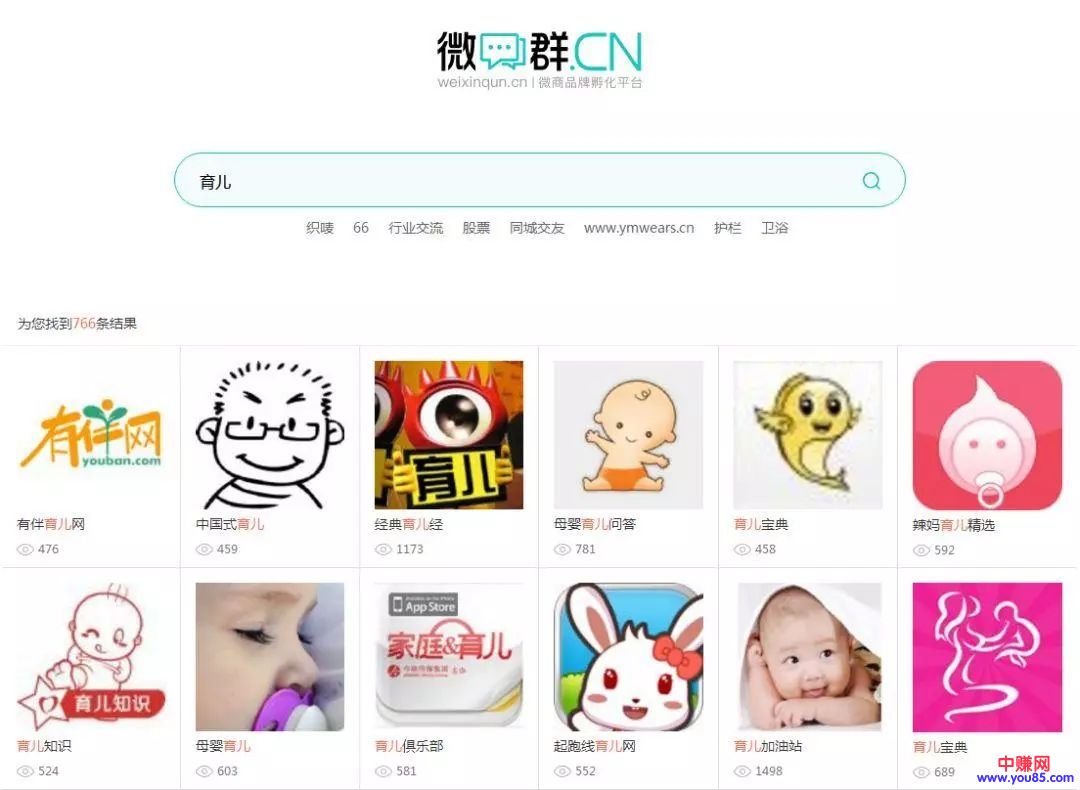 微群.CN
weixinqun.cn | 微商品牌孵化平台
育儿
织唛 66 行业交流 股票 同城交友 www.ymwears.cn 护栏 卫浴
为您找到766条结果
有伴网
youban.com
育儿
有伴育儿网 中国式育儿 经典育儿经 母婴育儿问答 育儿宝典 辣妈育儿精选
476 459 1173 781 458 592
育儿知识
App Store
家庭&育儿
育儿知识 母婴育儿 育儿俱乐部 起跑线育儿网 育儿加油站 育儿宝典
524 603 581 552 1498 689
中赚网
www.you85.com